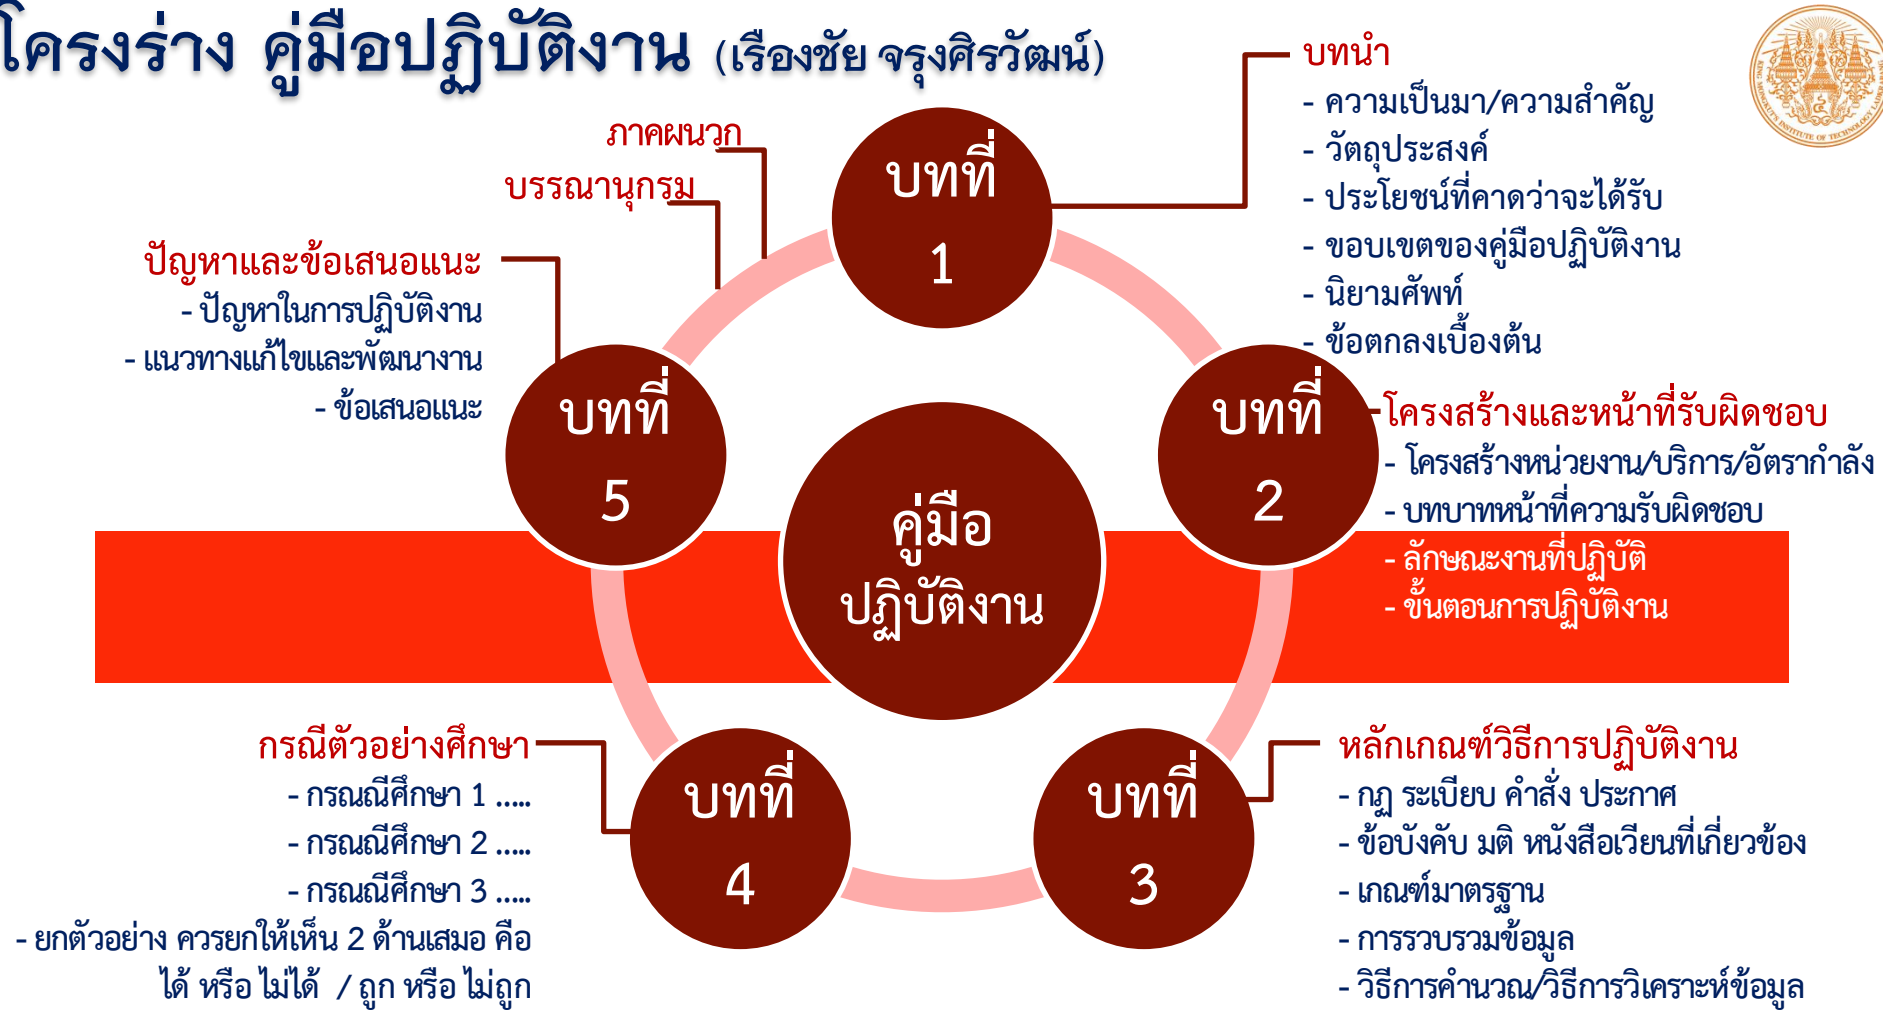 โครงร่าง คู่มือปฏิบัติงาน (เรืองชัย จรุงศิรวัฒน์)
บทที่
1
บทนำ
- ความเป็นมา/ความสำคัญ
- วัตถุประสงค์
- ประโยชน์ที่คาดว่าจะได้รับ
- ขอบเขตของคู่มือปฏิบัติงาน
- นิยามศัพท์
- ข้อตกลงเบื้องต้น
บทที่
2
โครงสร้างและหน้าที่รับผิดชอบ
- โครงสร้างหน่วยงาน/บริการ/อัตรากำลัง
- บทบาทหน้าที่ความรับผิดชอบ
- ลักษณะงานที่ปฏิบัติ
- ขั้นตอนการปฏิบัติงาน
บทที่
3
หลักเกณฑ์วิธีการปฏิบัติงาน
- กฏ ระเบียบ คำสั่ง ประกาศ
- ข้อบังคับ มติ หนังสือเวียนที่เกี่ยวข้อง
- เกณฑ์มาตรฐาน
- การรวบรวมข้อมูล
- วิธีการคำนวณ/วิธีการวิเคราะห์ข้อมูล
บทที่
4
กรณีตัวอย่างศึกษา
- กรณณีศึกษา 1 .....
- กรณณีศึกษา 2 .....
- กรณณีศึกษา 3 .....
- ยกตัวอย่าง ควรยกให้เห็น 2 ด้านเสมอ คือ
ได้ หรือ ไม่ได้ / ถูก หรือ ไม่ถูก
บทที่
5
ปัญหาและข้อเสนอแนะ
- ปัญหาในการปฏิบัติงาน
- แนวทางแก้ไขและพัฒนางาน
- ข้อเสนอแนะ
บรรณานุกรม
ภาคผนวก
คู่มือ
ปฏิบัติงาน
KING MONGKUT'S INSTITUTE OF TECHNOLOGY